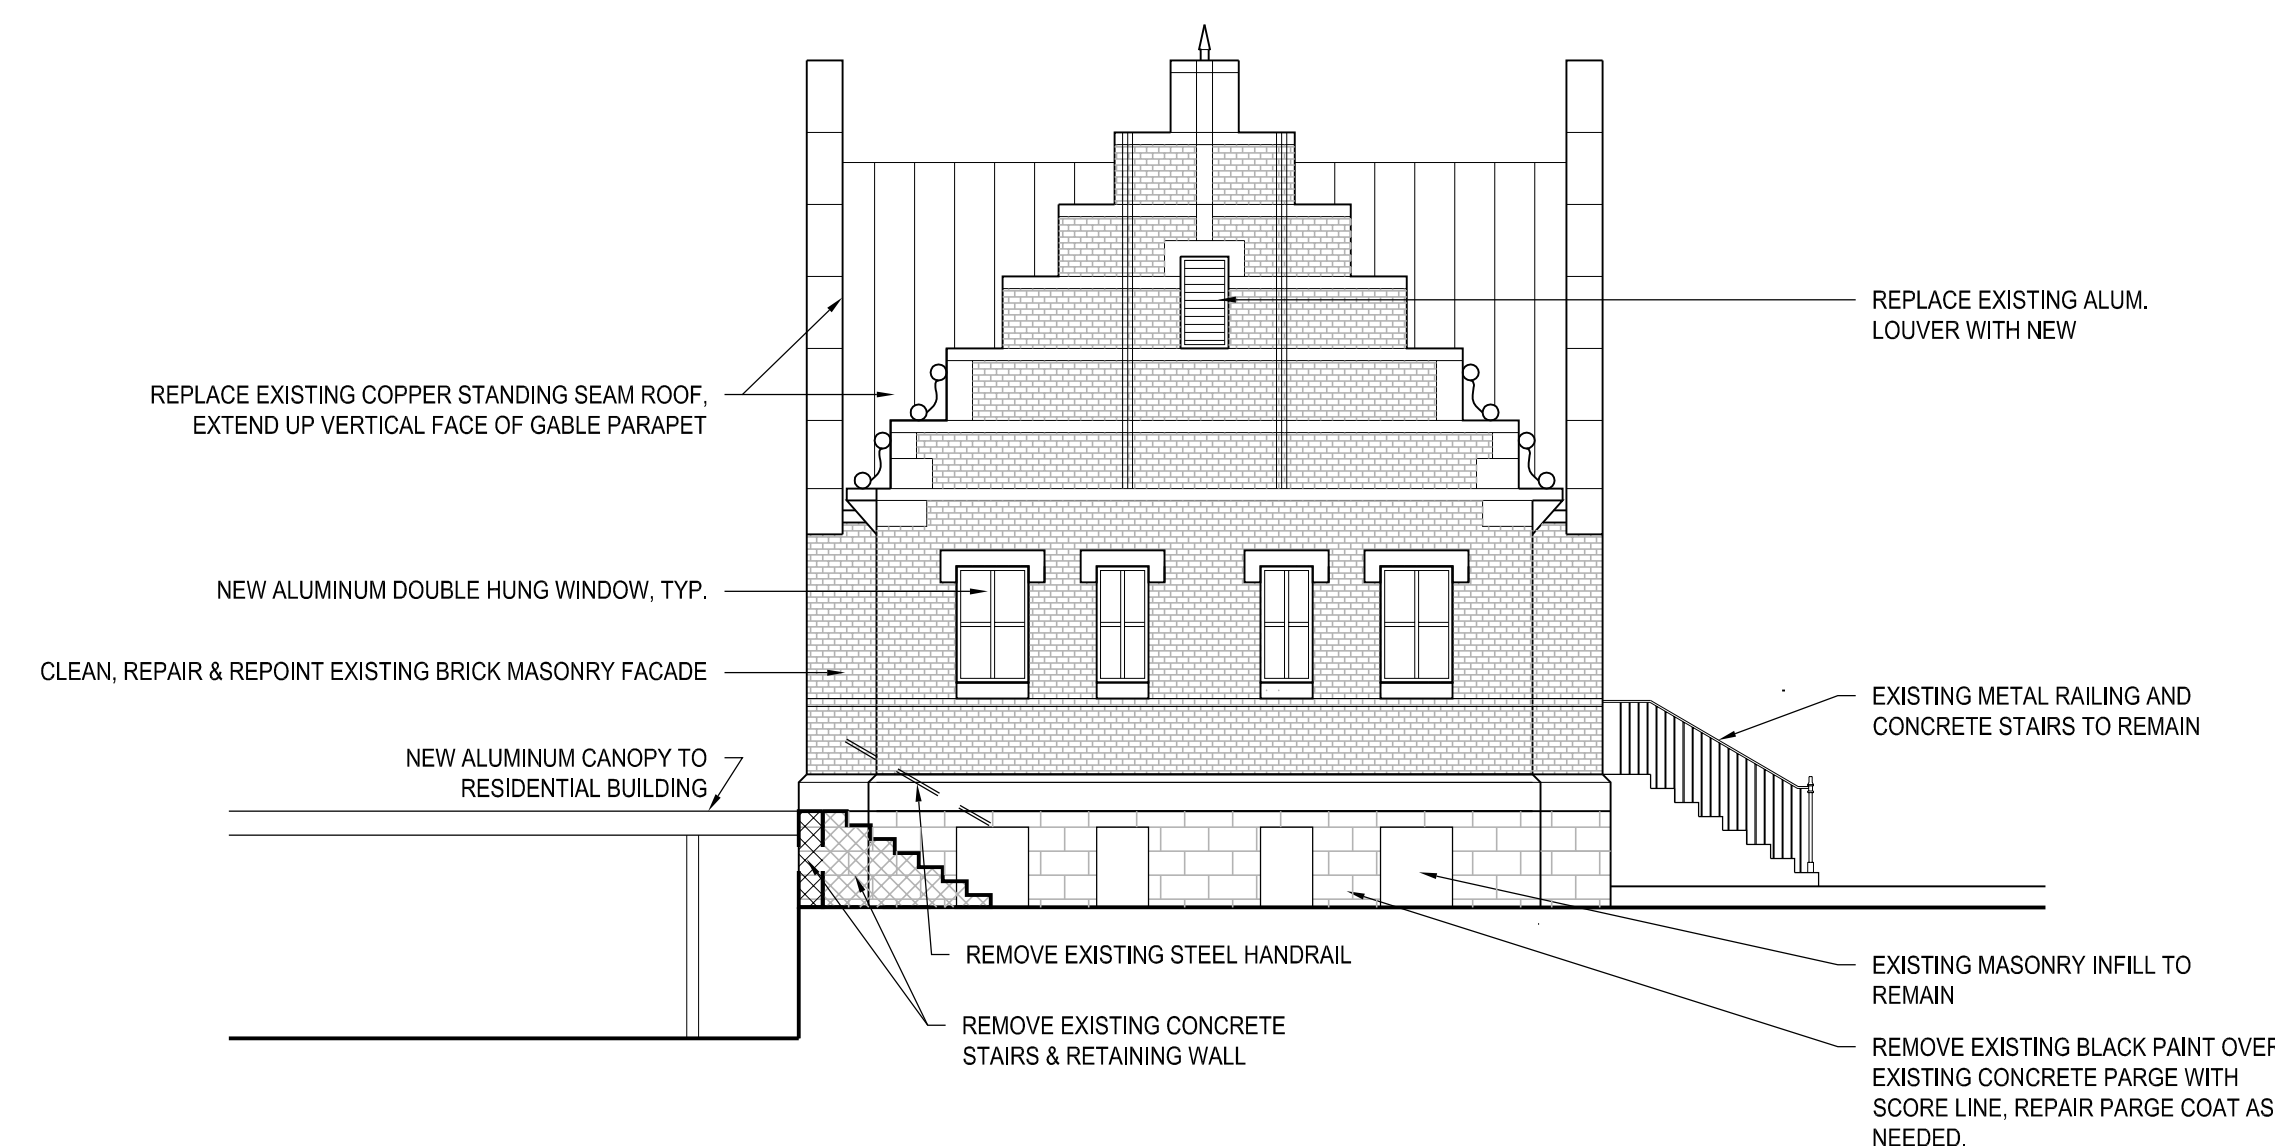 REPLACE EXISTING ALUM.
LOUVER WITH NEW
REPLACE EXISTING COPPER STANDING SEAM ROOF,
EXTEND UP VERTICAL FACE OF GABLE PARAPET
NEW ALUMINUM DOUBLE HUNG WINDOW, TYP.
CLEAN, REPAIR & REPOINT EXISTING BRICK MASONRY FACADE
EXISTING METAL RAILING AND
CONCRETE STAIRS TO REMAIN
NEW ALUMINUM CANOPY TO
RESIDENTIAL BUILDING
REMOVE EXISTING STEEL HANDRAIL
EXISTING MASONRY INFILL TO
REMAIN
REMOVE EXISTING CONCRETE
STAIRS & RETAINING WALL
REMOVE EXISTING BLACK PAINT OVER
EXISTING CONCRETE PARGE WITH
SCORE LINE, REPAIR PARGE COAT AS
NEEDED.